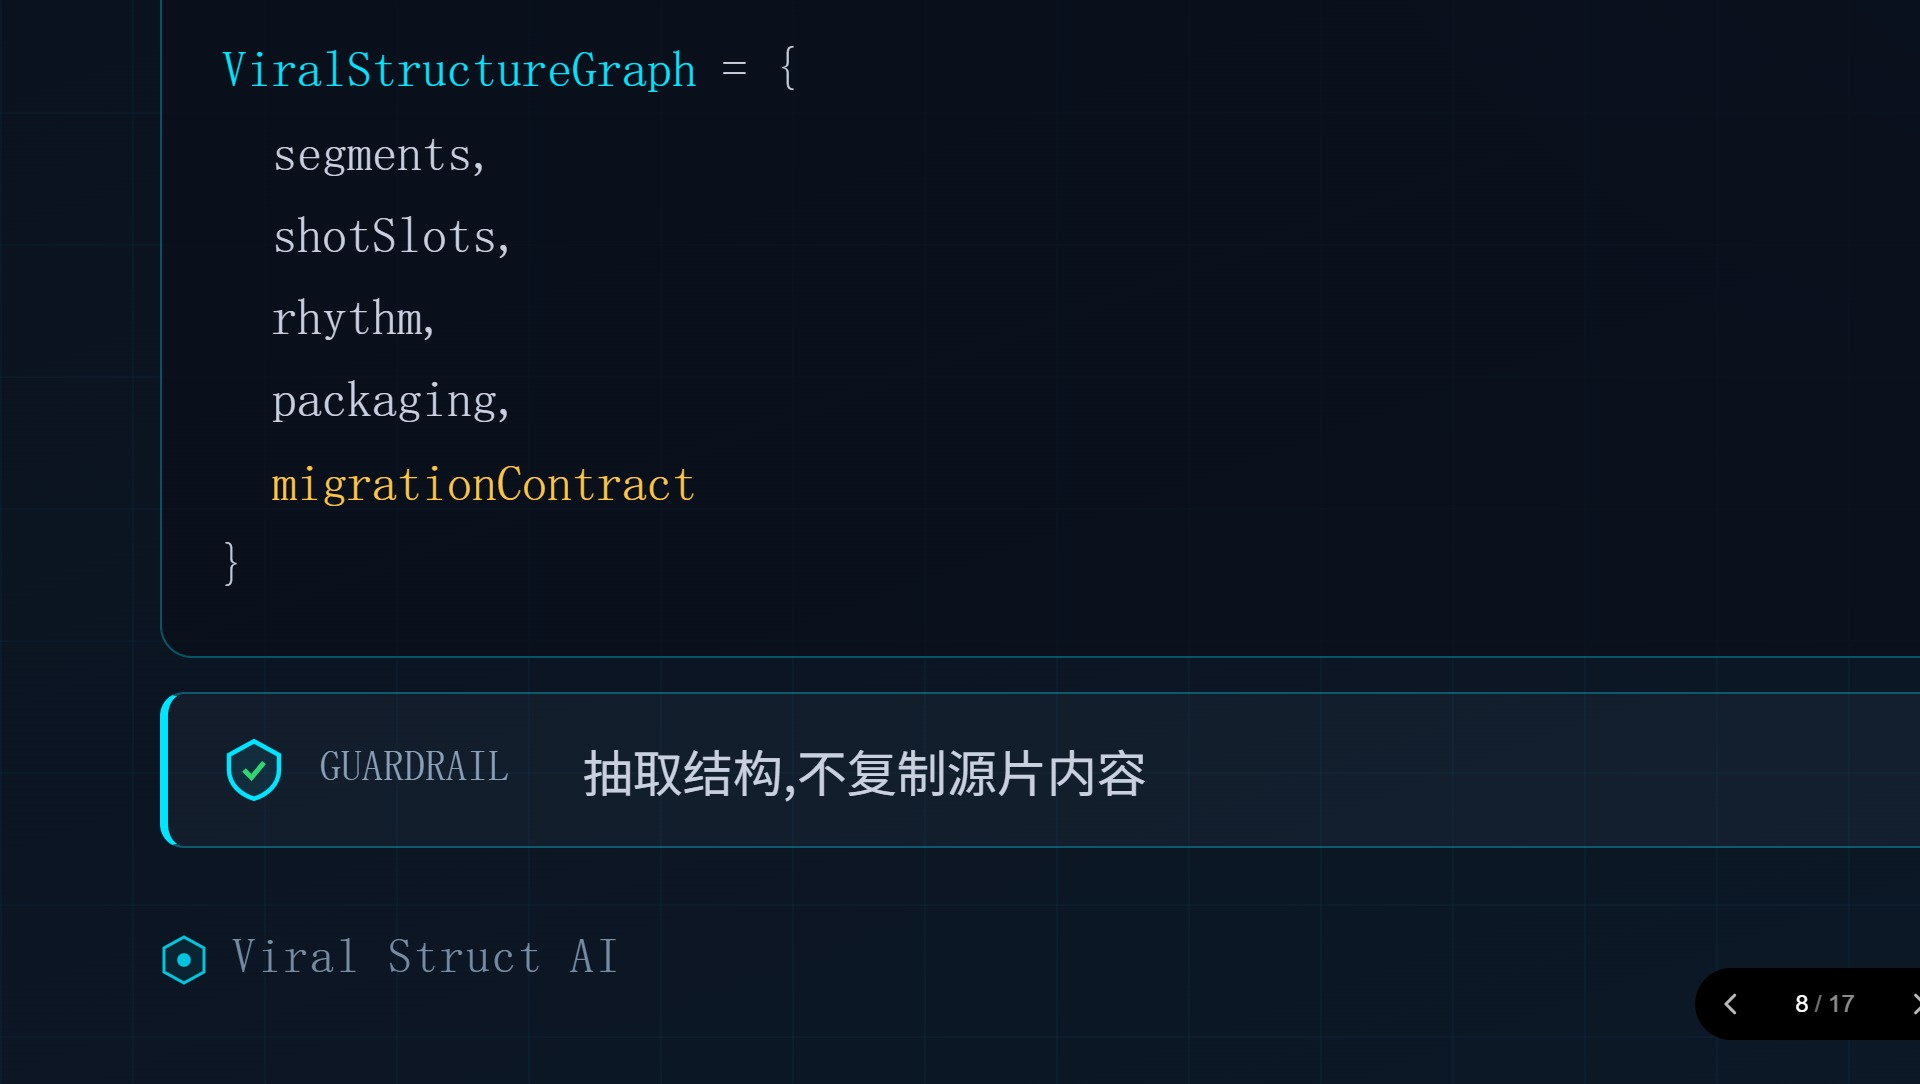 ViralStructureGraph = {
segments,
shotSlots,
rhythm,
packaging,
migrationContract
}
GUARDRAIL 抽取结构,不复制源片内容
Viral Struct AI
8 / 17